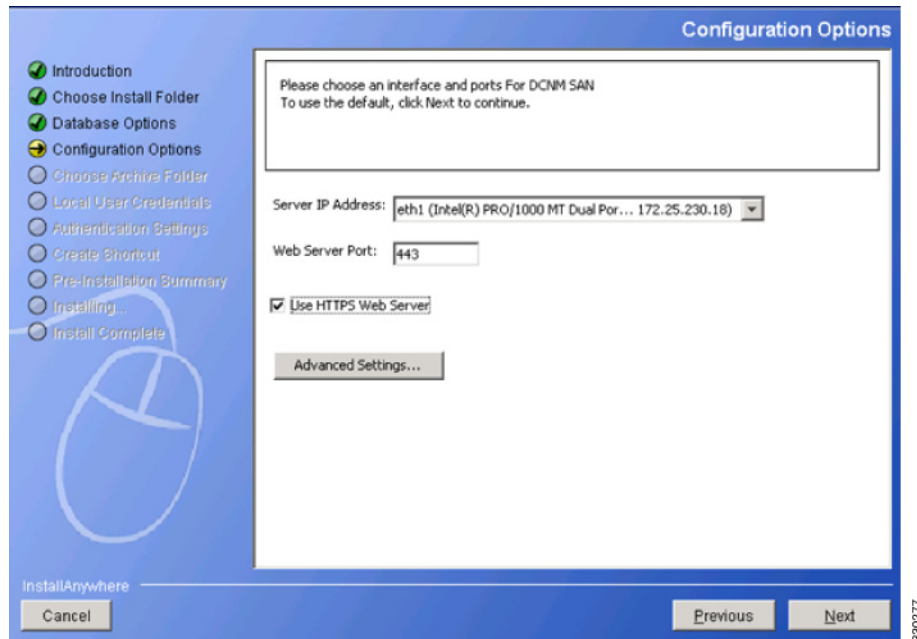 Configuration Options
Introduction
Choose Install Folder
Database Options
Configuration Options
Choose Archive Folder
Local User Credentials
Authentication Settings
Create Shortcut
Pre-Installation Summary
Installing...
Install Complete
Please choose an interface and ports For DCNM SAN
To use the default, click Next to continue.
Server IP Address: eth1 (Intel(R) PRO/1000 MT Dual Por... 172.25.230.18)
Web Server Port: 443
Use HTTPS Web Server
Advanced Settings...
InstallAnywhere
Cancel
Previous
Next